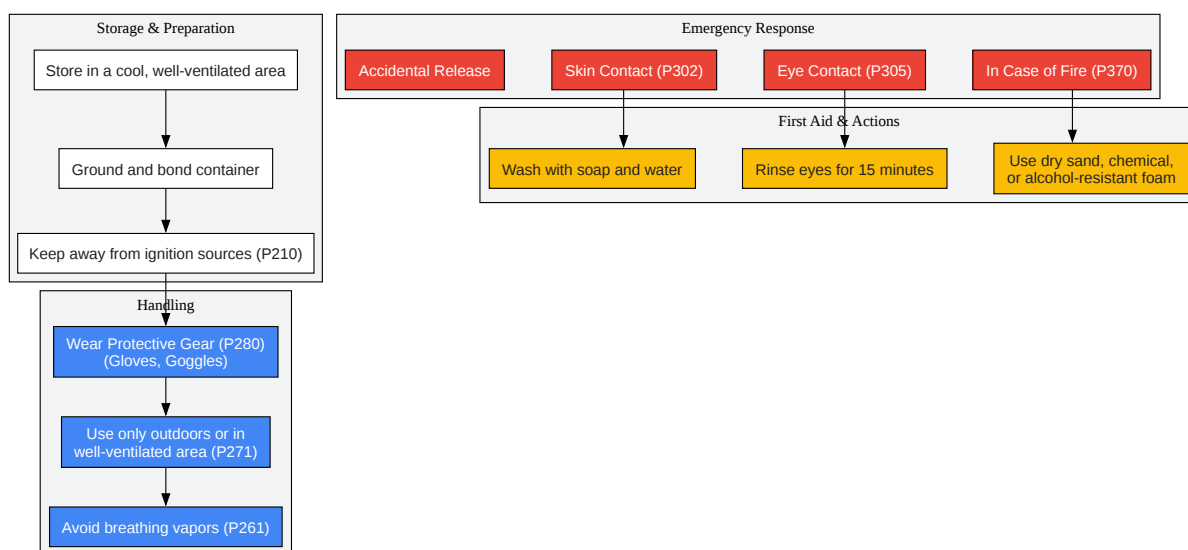 Storage & Preparation
Store in a cool, well-ventilated area
Ground and bond container
Keep away from ignition sources (P210)
Handling
Wear Protective Gear (P280)
(Gloves, Goggles)
Use only outdoors or in
well-ventilated area (P271)
Avoid breathing vapors (P261)
Emergency Response
Accidental Release
Skin Contact (P302)
Eye Contact (P305)
In Case of Fire (P370)
First Aid & Actions
Wash with soap and water
Rinse eyes for 15 minutes
Use dry sand, chemical,
or alcohol-resistant foam